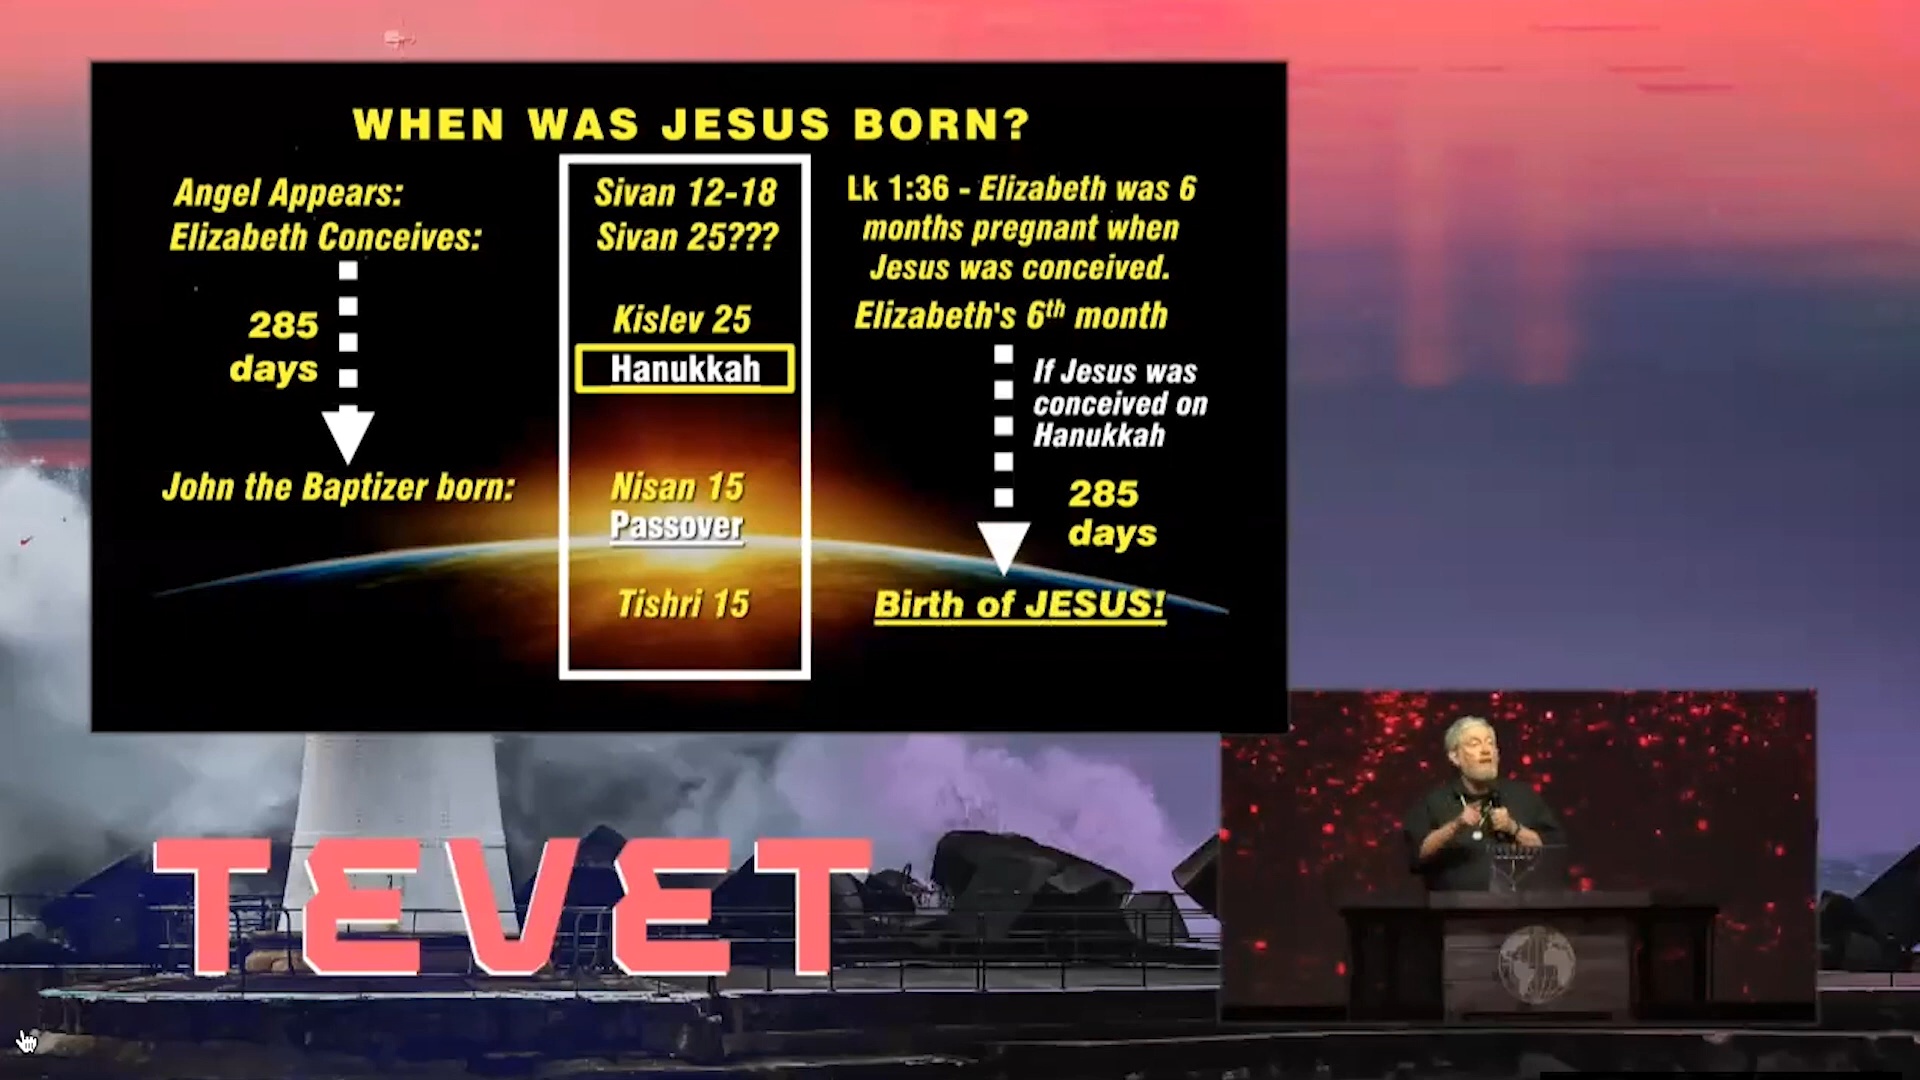 WHEN WAS JESUS BORN?
Angel Appears:
Elizabeth Conceives:
285
days
John the Baptizer born:
Sivan 12-18
Sivan 25???
Kislev 25
Hanukkah
Nisan 15
Passover
Tishri 15
Lk 1:36 - Elizabeth was 6
months pregnant when
Jesus was conceived.
Elizabeth's 6th month
If Jesus was
conceived on
Hanukkah
285
days
Birth of JESUS!
TEVET